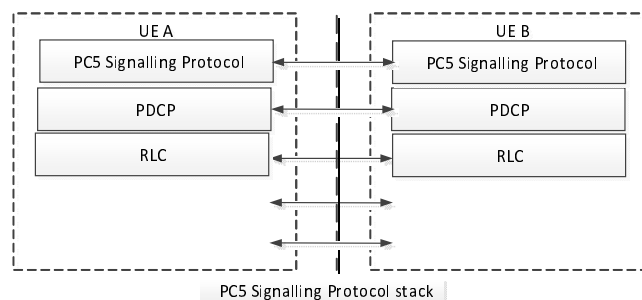 UE A
UE B
PC5 Signalling Protocol
PC5 Signalling Protocol
PDCP
PDCP
RLC
RLC
PC5 Signalling Protocol stack